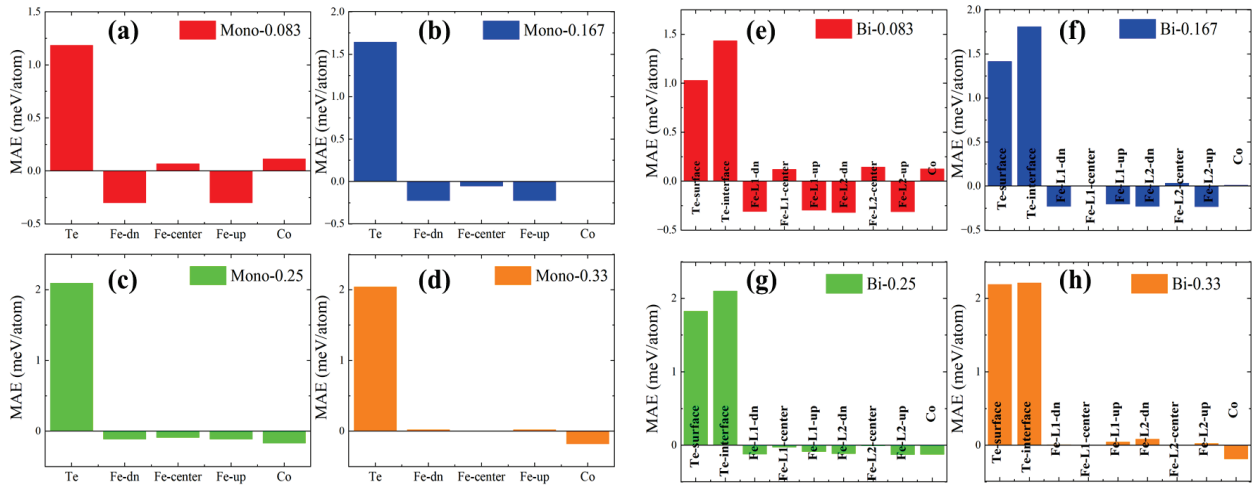 (a)
Mono-0.083
MAE (meV/atom)
1.5
1.0
0.5
0.0
-0.5
Te
Fe-dn
Fe-center
Fe-up
Co
(b)
Mono-0.167
MAE (meV/atom)
2.0
1.5
1.0
0.5
0.0
-0.5
Te
Fe-dn
Fe-center
Fe-up
Co
(c)
Mono-0.25
MAE (meV/atom)
2
1
0
Te
Fe-dn
Fe-center
Fe-up
Co
(d)
Mono-0.33
MAE (meV/atom)
2
1
0
Te
Fe-dn
Fe-center
Fe-up
Co
(e)
Bi-0.083
MAE (meV/atom)
1.5
1.0
0.5
0.0
-0.5
Te-surface
Te-interface
Fe-L1-dn
Fe-L1-center
Fe-L1-up
Fe-L2-dn
Fe-L2-center
Fe-L2-up
Co
(f)
Bi-0.167
MAE (meV/atom)
2.0
1.5
1.0
0.5
0.0
-0.5
Te-surface
Te-interface
Fe-L1-dn
Fe-L1-center
Fe-L1-up
Fe-L2-dn
Fe-L2-center
Fe-L2-up
Co
(g)
Bi-0.25
MAE (meV/atom)
2
1
0
Te-surface
Te-interface
Fe-L1-dn
Fe-L1-center
Fe-L1-up
Fe-L2-dn
Fe-L2-center
Fe-L2-up
Co
(h)
Bi-0.33
MAE (meV/atom)
2
1
0
Te-surface
Te-interface
Fe-L1-dn
Fe-L1-center
Fe-L1-up
Fe-L2-dn
Fe-L2-center
Fe-L2-up
Co